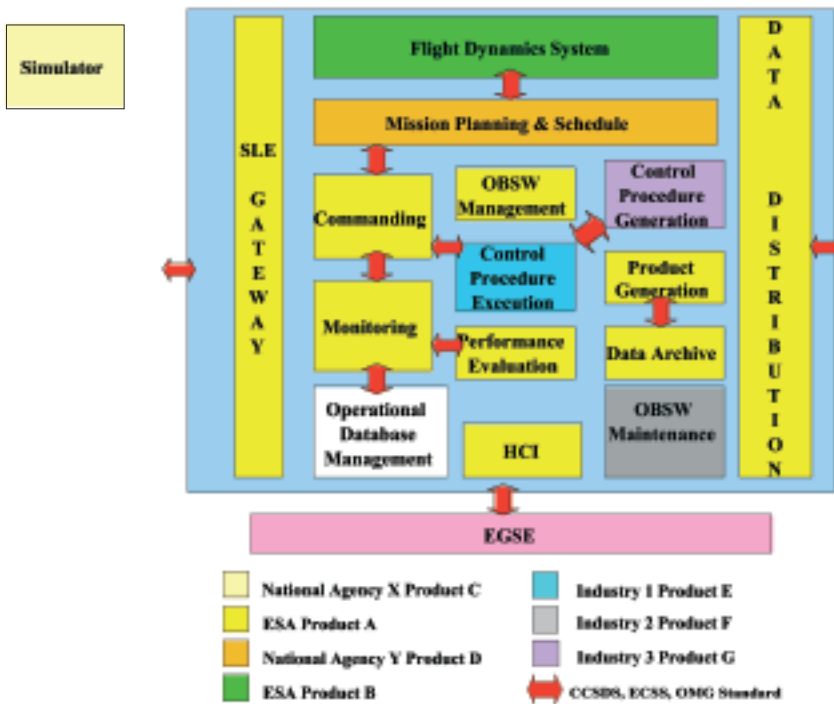 Simulator
SLE
G
A
T
E
W
A
Y
Flight Dynamics System
Mission Planning & Schedule
Commanding
OBSW
Management
Control
Procedure
Generation
Control
Procedure
Execution
Product
Generation
Monitoring
Performance
Evaluation
Data Archive
Operational
Database
Management
HCI
OBSW
Maintenance
D
A
T
A
D
I
S
T
R
I
B
U
T
I
O
N
EGSE
National Agency X Product C
ESA Product A
National Agency Y Product D
ESA Product B
Industry 1 Product E
Industry 2 Product F
Industry 3 Product G
CCSDS, ECSS, OMG Standard